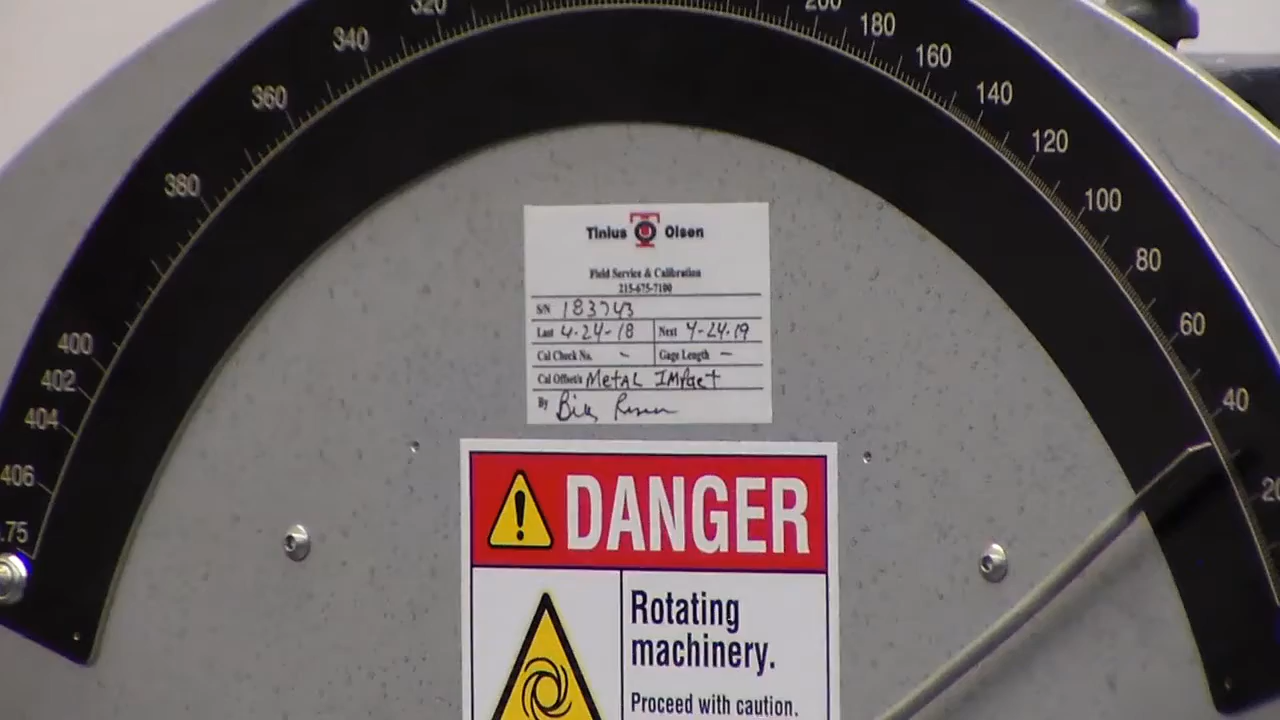 320
340
360
380
400
402
404
406
.75
200
180
160
140
120
100
80
60
40
20
Tinius Olsen
Field Service & Calibration
215-675-7100
S/N 183743
Last 4-24-18 Next 4-24-19
Cal Check No. - Gage Length -
Cal Offset's Metal Impact
By Bill
DANGER
Rotating
machinery.
Proceed with caution.